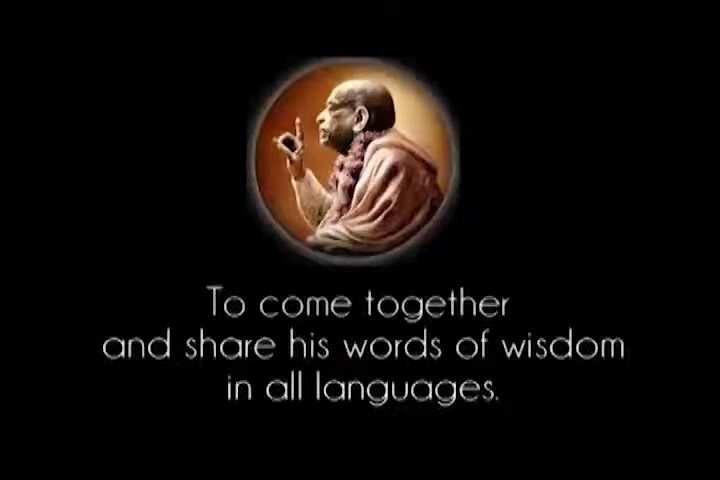 To come together
and share his words of wisdom
in all languages.